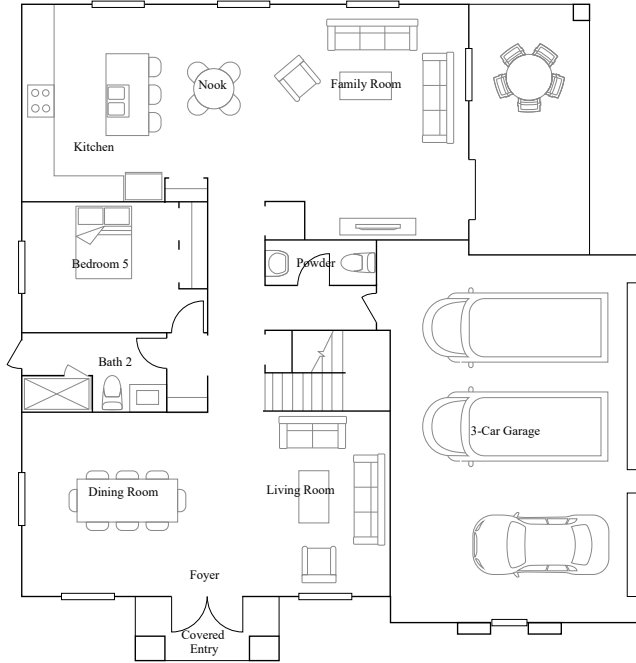 Nook
Family Room
Kitchen
Bedroom 5
Powder
Bath 2
3-Car Garage
Dining Room
Living Room
Foyer
Covered
Entry